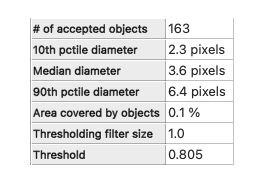 # of accepted objects 163
10th pctile diameter 2.3 pixels
Median diameter 3.6 pixels
90th pctile diameter 6.4 pixels
Area covered by objects 0.1 %
Thresholding filter size 1.0
Threshold 0.805